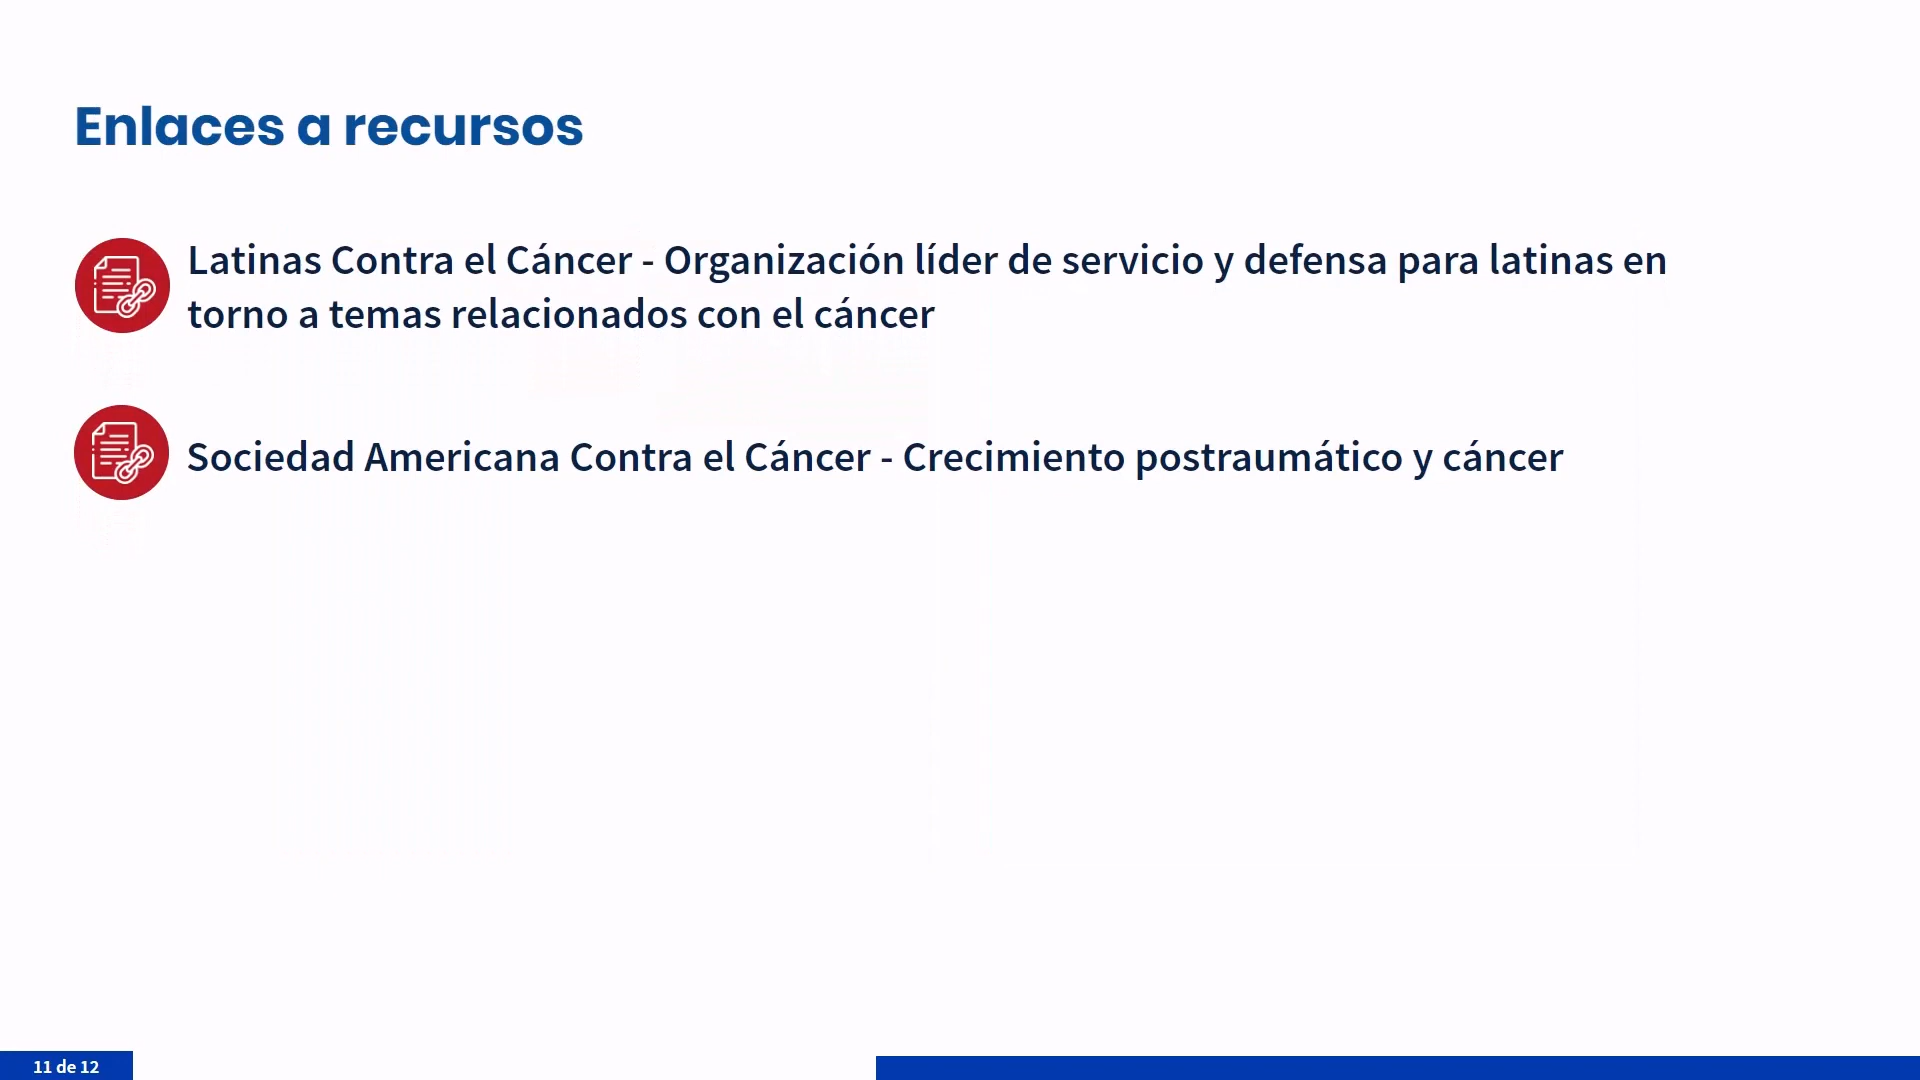 Enlaces a recursos
Latinas Contra el Cáncer - Organización líder de servicio y defensa para latinas en
torno a temas relacionados con el cáncer
Sociedad Americana Contra el Cáncer - Crecimiento postraumático y cáncer
11 de 12